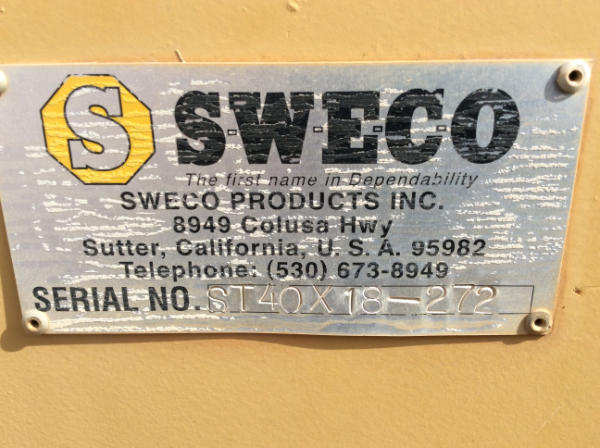 S S-W-E-C-O
The first name in Dependability
SWECO PRODUCTS INC.
8949 Colusa Hwy
Sutter, California, U. S. A. 95982
Telephone: (530) 673-8949
SERIAL NO. ST40X18-272